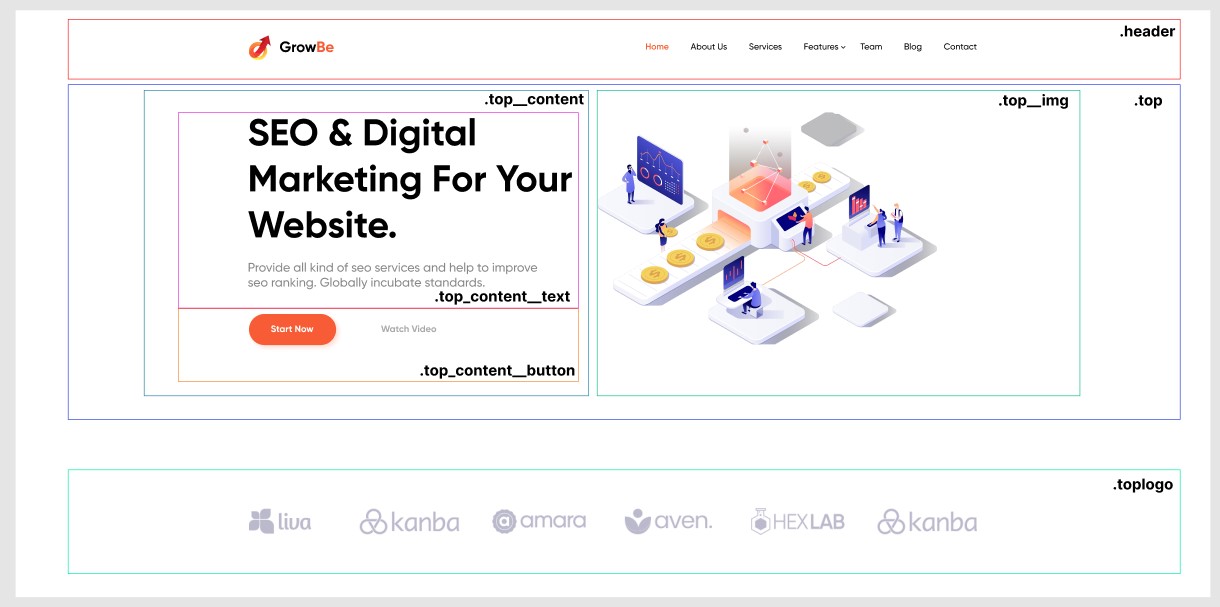 .header
GrowBe
Home About Us Services Features Team Blog Contact
.top__content
.top__img
.top
SEO & Digital
Marketing For Your
Website.
Provide all kind of seo services and help to improve
seo ranking. Globally incubate standards.
.top_content__text
Start Now Watch Video
.top_content__button
.toplogo
liva kanba amara aven. HEXLAB kanba